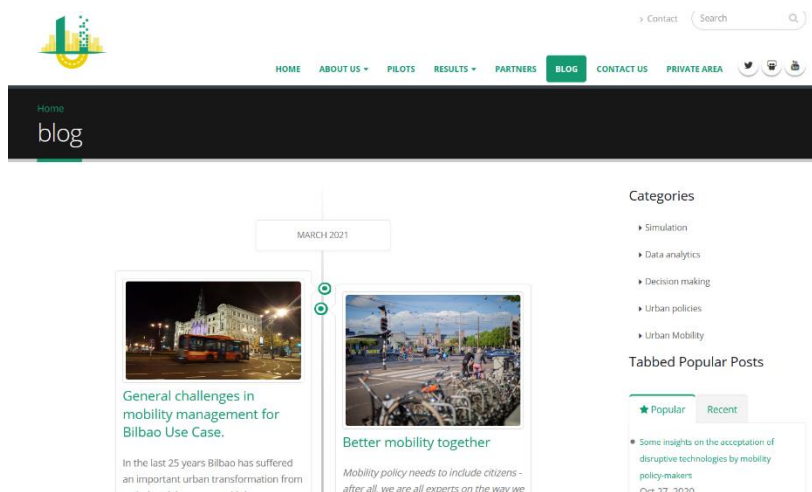 Contact
Search
HOME ABOUT US PILOTS RESULTS PARTNERS BLOG CONTACT US PRIVATE AREA
Home
blog
MARCH 2021
General challenges in
mobility management for
Bilbao Use Case.
In the last 25 years Bilbao has suffered
an important urban transformation from
Better mobility together
Mobility policy needs to include citizens -
after all, we are all experts on the way we
Categories
Simulation
Data analytics
Decision making
Urban policies
Urban Mobility
Tabbed Popular Posts
Popular Recent
Some insights on the acceptation of
disruptive technologies by mobility
policy-makers
Oct 27, 2020